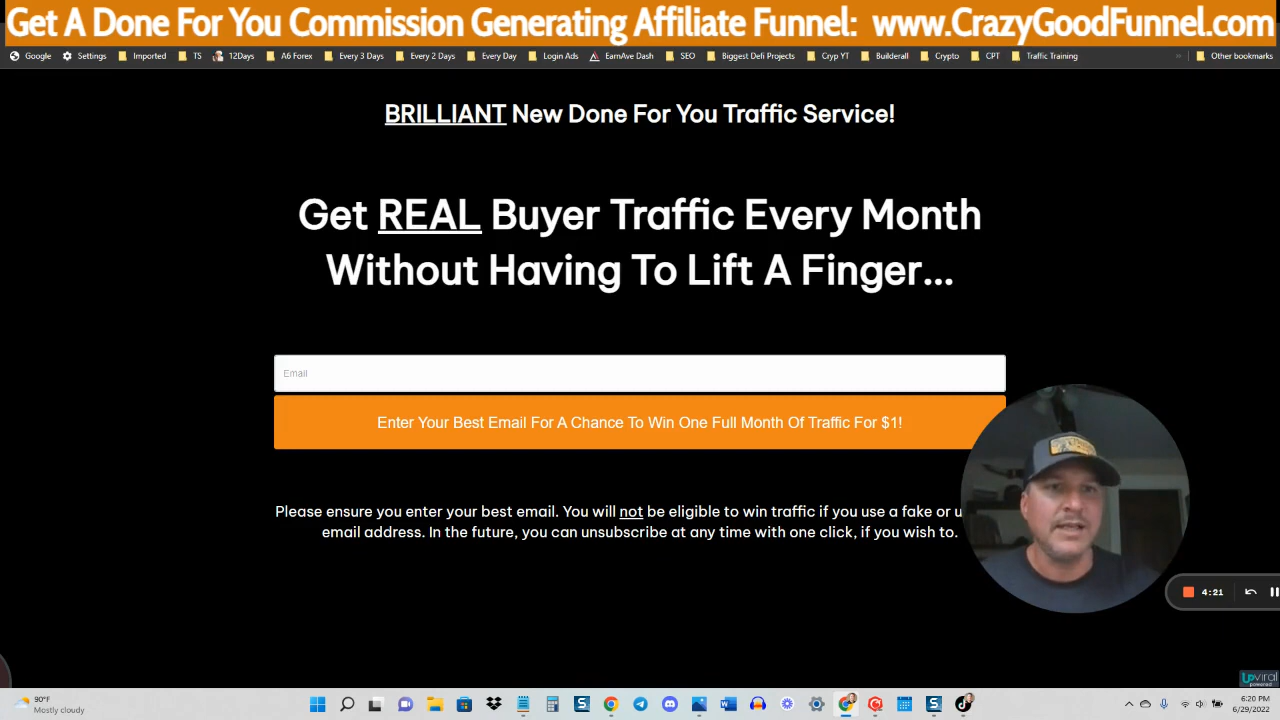 Get A Done For You Commission Generating Affiliate Funnel: www.CrazyGoodFunnel.com
Google Settings Imported TS 12Days A6 Forex Every 3 Days Every 2 Days Every Day Login Ads EarnAve Dash SEO Biggest Defi Projects Cryp YT Builderall Crypto CPT Traffic Training Other bookmarks
BRILLIANT New Done For You Traffic Service!
Get REAL Buyer Traffic Every Month
Without Having To Lift A Finger...
Email
Enter Your Best Email For A Chance To Win One Full Month Of Traffic For $1!
Please ensure you enter your best email. You will not be eligible to win traffic if you use a fake or
email address. In the future, you can unsubscribe at any time with one click, if you wish to.
4:21
Upviral
powered
90°F
Mostly cloudy
6:20 PM
6/29/2022